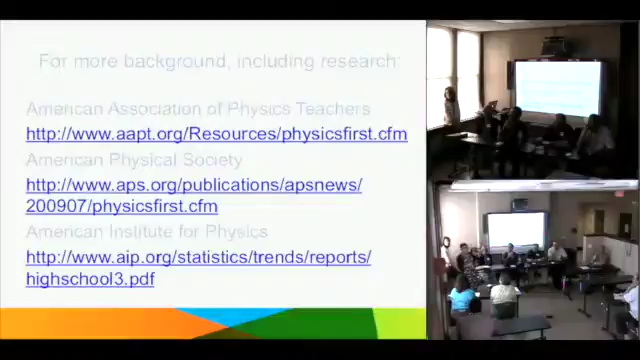 For more background, including research:
American Association of Physics Teachers
http://www.aapt.org/Resources/physicsfirst.cfm
American Physical Society
http://www.aps.org/publications/apsnews/
200907/physicsfirst.cfm
American Institute for Physics
http://www.aip.org/statistics/trends/reports/
highschool3.pdf